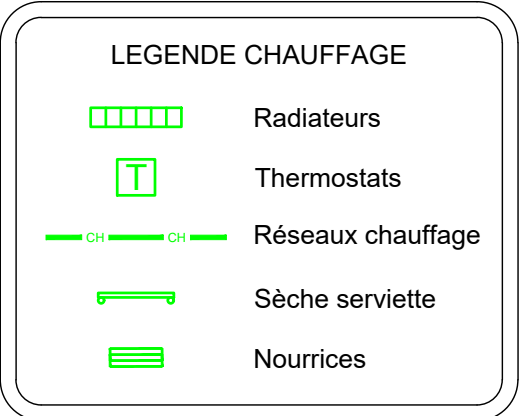 LEGENDE CHAUFFAGE
Radiateurs
T Thermostats
CH CH Réseaux chauffage
Sèche serviette
Nourrices